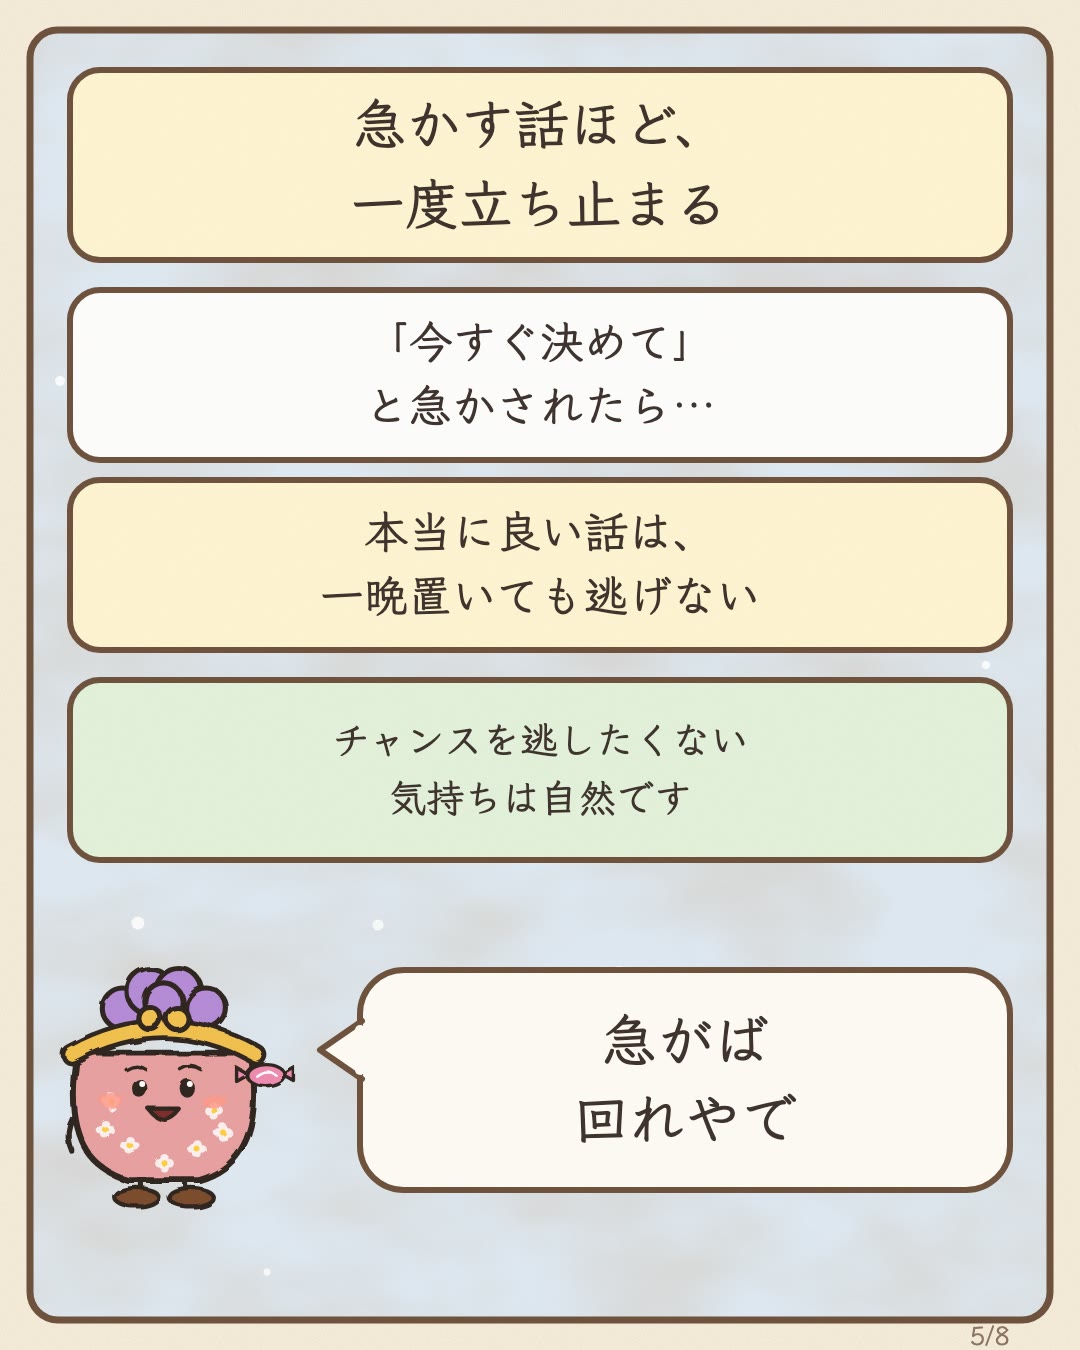 急かす話ほど、
一度立ち止まる
「今すぐ決めて」
と急かされたら…
本当に良い話は、
一晩置いても逃げない
チャンスを逃したくない
気持ちは自然です
急がば
回れやで
5/8